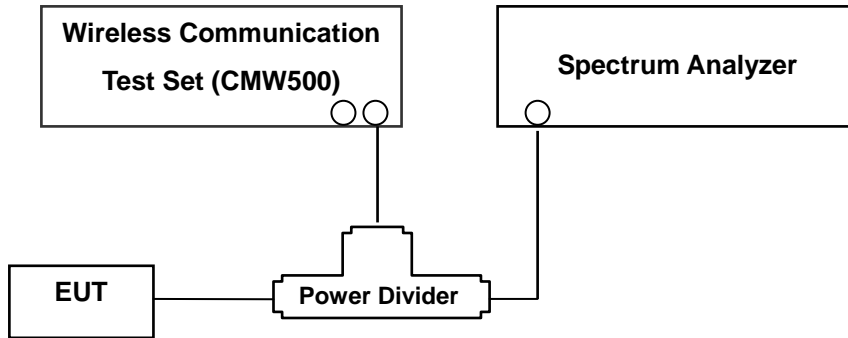 Wireless Communication
Test Set (CMW500)
Spectrum Analyzer
EUT
Power Divider